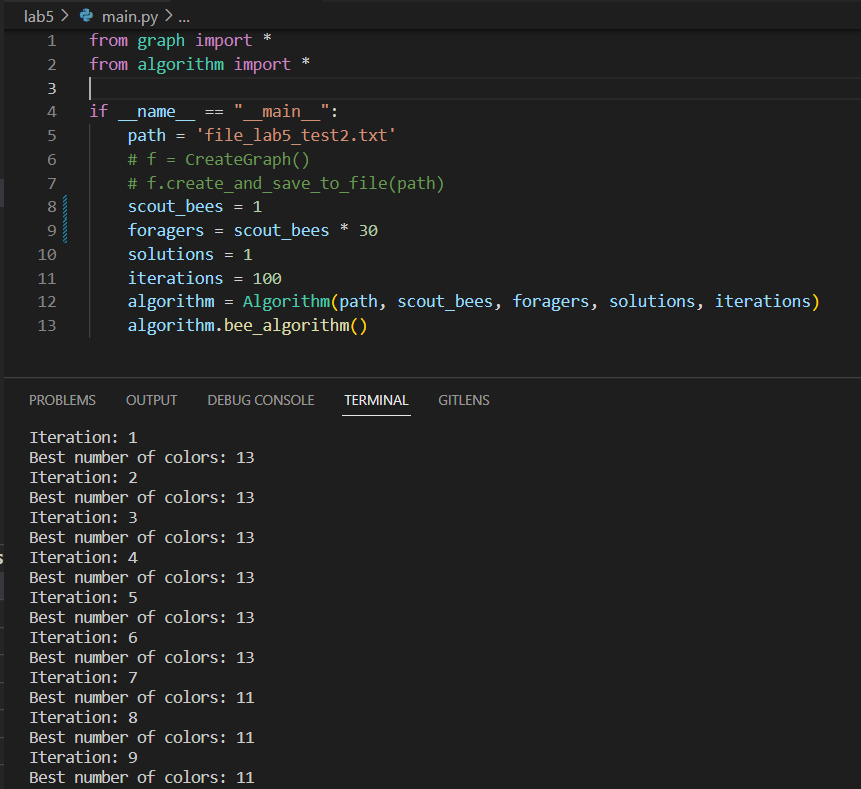 lab5 > main.py > ...
1 from graph import *
2 from algorithm import *
3
4 if __name__ == "__main__":
5     path = 'file_lab5_test2.txt'
6     # f = CreateGraph()
7     # f.create_and_save_to_file(path)
8     scout_bees = 1
9     foragers = scout_bees * 30
10     solutions = 1
11     iterations = 100
12     algorithm = Algorithm(path, scout_bees, foragers, solutions, iterations)
13     algorithm.bee_algorithm()
PROBLEMS OUTPUT DEBUG CONSOLE TERMINAL GITLENS
Iteration: 1
Best number of colors: 13
Iteration: 2
Best number of colors: 13
Iteration: 3
Best number of colors: 13
Iteration: 4
Best number of colors: 13
Iteration: 5
Best number of colors: 13
Iteration: 6
Best number of colors: 13
Iteration: 7
Best number of colors: 11
Iteration: 8
Best number of colors: 11
Iteration: 9
Best number of colors: 11